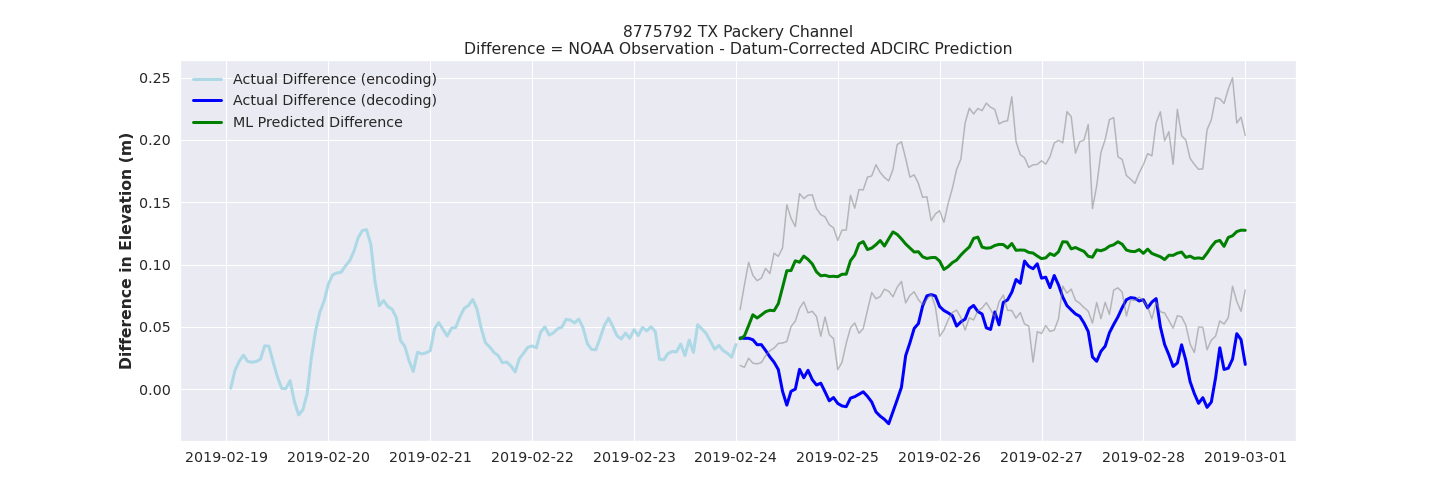 8775792 TX Packery Channel
Difference = NOAA Observation - Datum-Corrected ADCIRC Prediction
Actual Difference (encoding)
Actual Difference (decoding)
ML Predicted Difference
Difference in Elevation (m)
0.25
0.20
0.15
0.10
0.05
0.00
2019-02-19 2019-02-20 2019-02-21 2019-02-22 2019-02-23 2019-02-24 2019-02-25 2019-02-26 2019-02-27 2019-02-28 2019-03-01